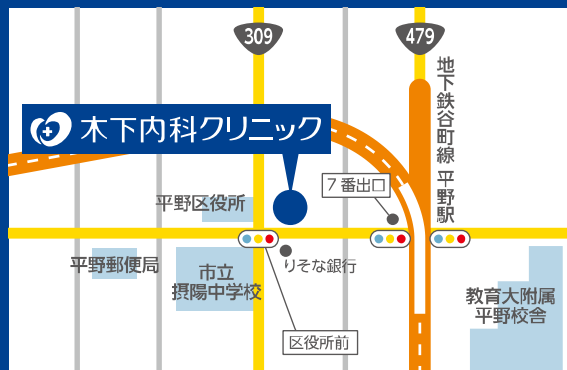 309
479
地下鉄谷町線 平野駅
木下内科クリニック
7番出口
平野区役所
平野郵便局
市立
摂陽中学校
りそな銀行
教育大附属
平野校舎
区役所前